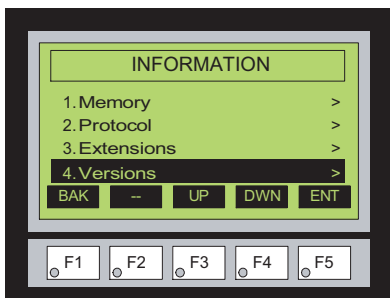 INFORMATION
1. Memory >
2. Protocol >
3. Extensions >
4. Versions >
BAK -- UP DWN ENT
F1 F2 F3 F4 F5